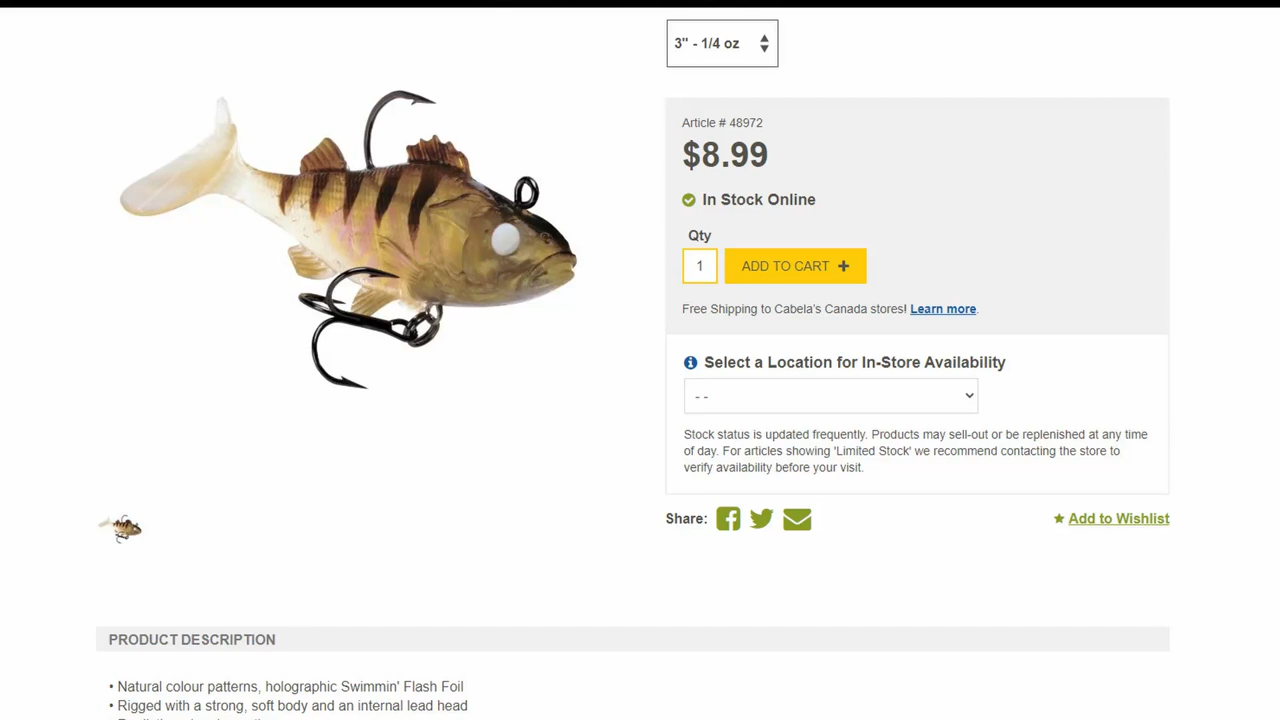 3" - 1/4 oz
Article # 48972
$8.99
In Stock Online
Qty
1
ADD TO CART
Free Shipping to Cabela's Canada stores! Learn more.
Select a Location for In-Store Availability
- -
Stock status is updated frequently. Products may sell-out or be replenished at any time
of day. For articles showing 'Limited Stock' we recommend contacting the store to
verify availability before your visit.
Share:
Add to Wishlist
PRODUCT DESCRIPTION
• Natural colour patterns, holographic Swimmin' Flash Foil
• Rigged with a strong, soft body and an internal lead head